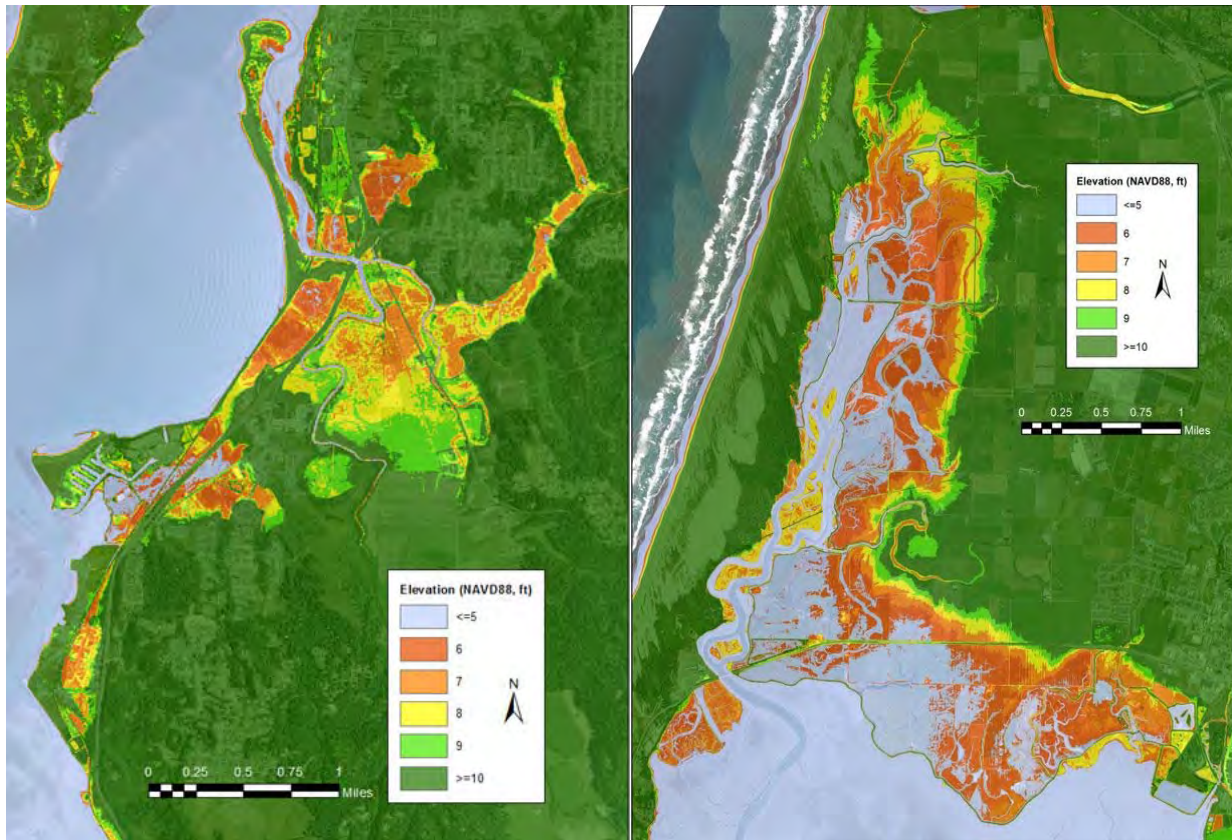 Elevation (NAVD88, ft)
<=5
6
7
8
9
>=10
N
0 0.25 0.5 0.75 1
Miles
Elevation (NAVD88, ft)
<=5
6
7
8
9
>=10
N
0 0.25 0.5 0.75 1
Miles